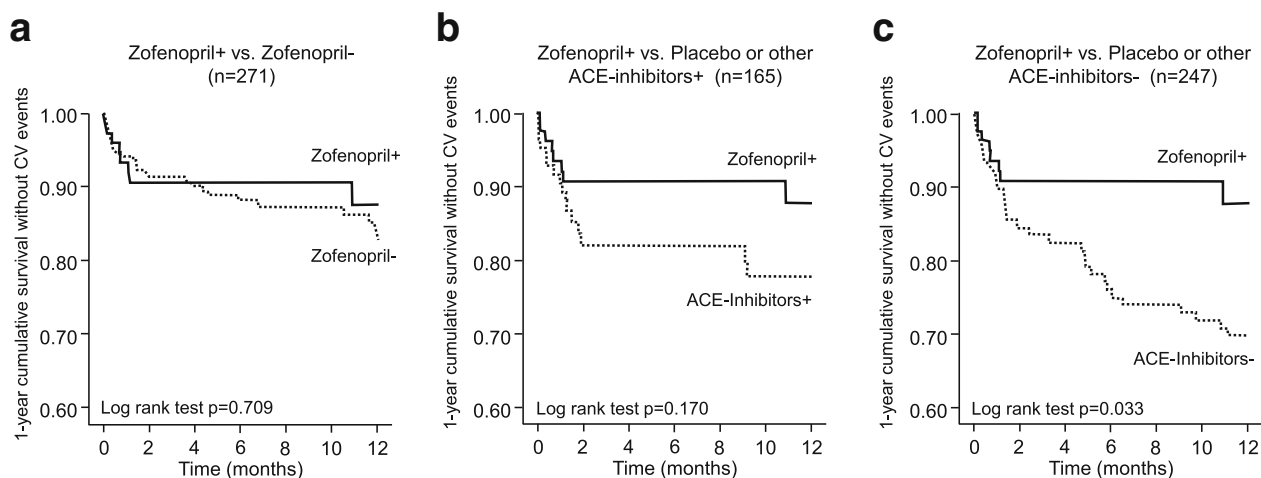 a
Zofenopril+ vs. Zofenopril-
(n=271)
1-year cumulative survival without CV events
1.00
0.90
0.80
0.70
0.60
Zofenopril+
Zofenopril-
Log rank test p=0.709
0 2 4 6 8 10 12
Time (months)
b
Zofenopril+ vs. Placebo or other
ACE-inhibitors+ (n=165)
1-year cumulative survival without CV events
1.00
0.90
0.80
0.70
0.60
Zofenopril+
ACE-Inhibitors+
Log rank test p=0.170
0 2 4 6 8 10 12
Time (months)
c
Zofenopril+ vs. Placebo or other
ACE-inhibitors- (n=247)
1-year cumulative survival without CV events
1.00
0.90
0.80
0.70
0.60
Zofenopril+
ACE-Inhibitors-
Log rank test p=0.033
0 2 4 6 8 10 12
Time (months)